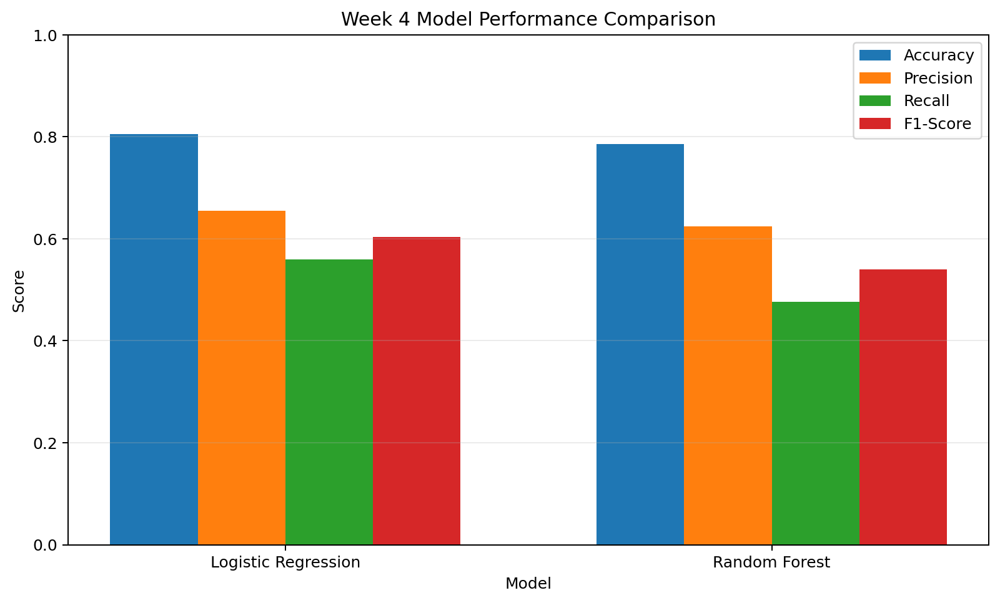 Week 4 Model Performance Comparison
1.0
0.8
0.6
0.4
0.2
0.0
Score
Accuracy
Precision
Recall
F1-Score
Logistic Regression
Random Forest
Model